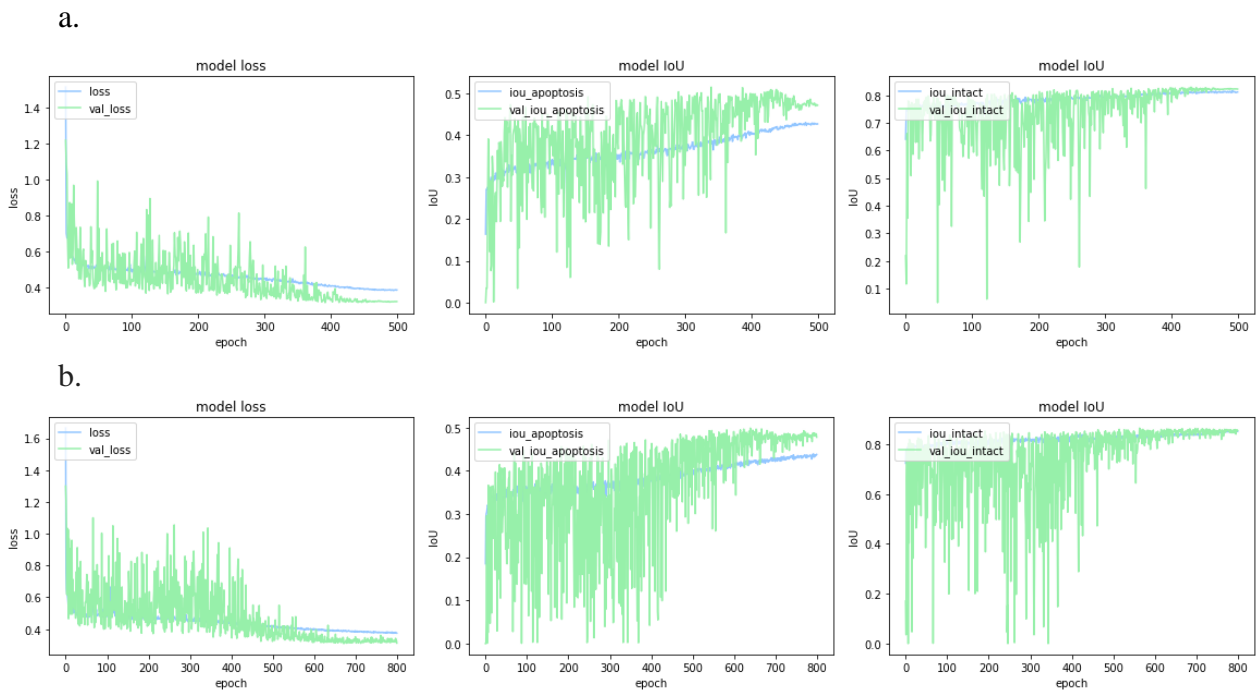 a.
model loss
loss
val_loss
1.4
1.2
1.0
0.8
0.6
0.4
loss
0 100 200 300 400 500
epoch
model IoU
iou_apoptosis
val_iou_apoptosis
0.5
0.4
0.3
0.2
0.1
0.0
IoU
0 100 200 300 400 500
epoch
model IoU
iou_intact
val_iou_intact
0.8
0.7
0.6
0.5
0.4
0.3
0.2
0.1
IoU
0 100 200 300 400 500
epoch
b.
model loss
loss
val_loss
1.6
1.4
1.2
1.0
0.8
0.6
0.4
loss
0 100 200 300 400 500 600 700 800
epoch
model IoU
iou_apoptosis
val_iou_apoptosis
0.5
0.4
0.3
0.2
0.1
0.0
IoU
0 100 200 300 400 500 600 700 800
epoch
model IoU
iou_intact
val_iou_intact
0.8
0.6
0.4
0.2
0.0
IoU
0 100 200 300 400 500 600 700 800
epoch